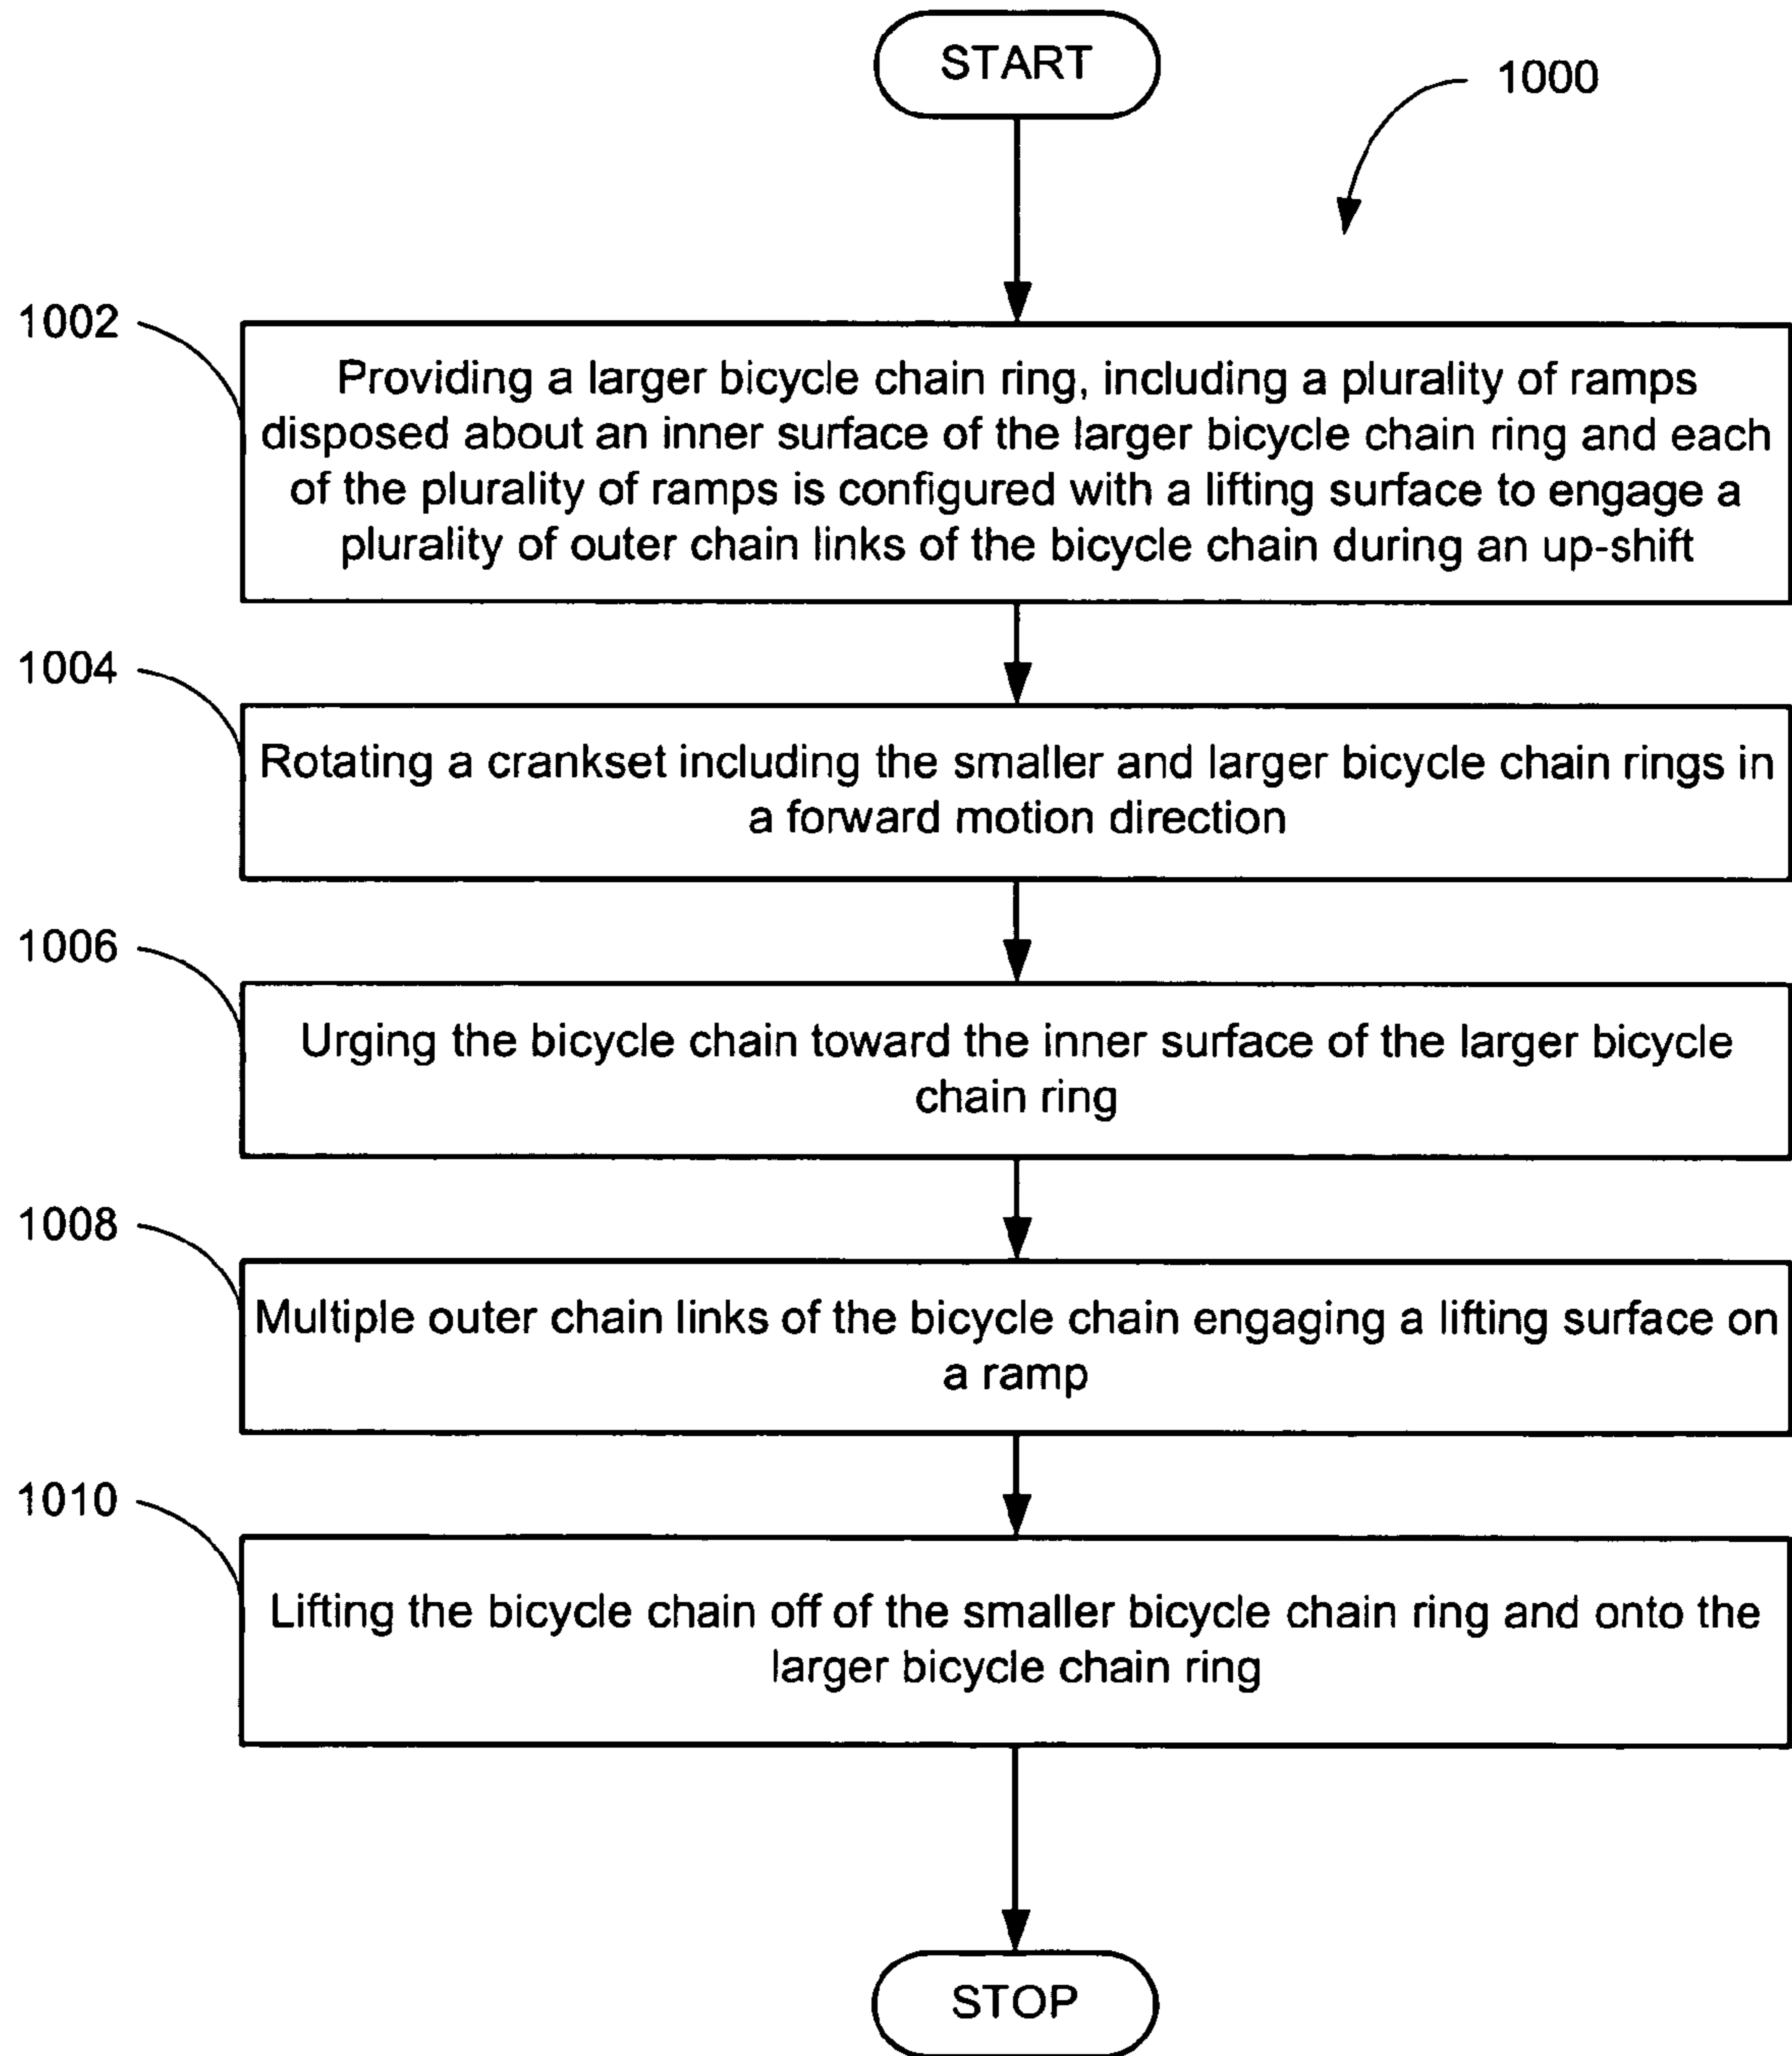 START
1000
1002
Providing a larger bicycle chain ring, including a plurality of ramps
disposed about an inner surface of the larger bicycle chain ring and each
of the plurality of ramps is configured with a lifting surface to engage a
plurality of outer chain links of the bicycle chain during an up-shift
1004
Rotating a crankset including the smaller and larger bicycle chain rings in
a forward motion direction
1006
Urging the bicycle chain toward the inner surface of the larger bicycle
chain ring
1008
Multiple outer chain links of the bicycle chain engaging a lifting surface on
a ramp
1010
Lifting the bicycle chain off of the smaller bicycle chain ring and onto the
larger bicycle chain ring
STOP